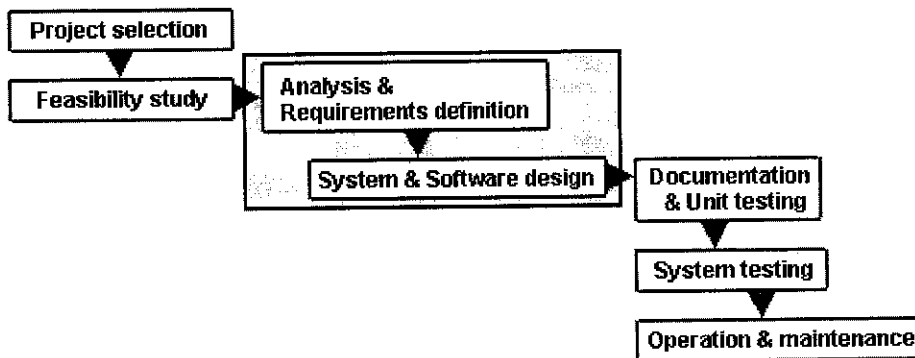 Project selection
Feasibility study
Analysis &
Requirements definition
System & Software design
Documentation
& Unit testing
System testing
Operation & maintenance